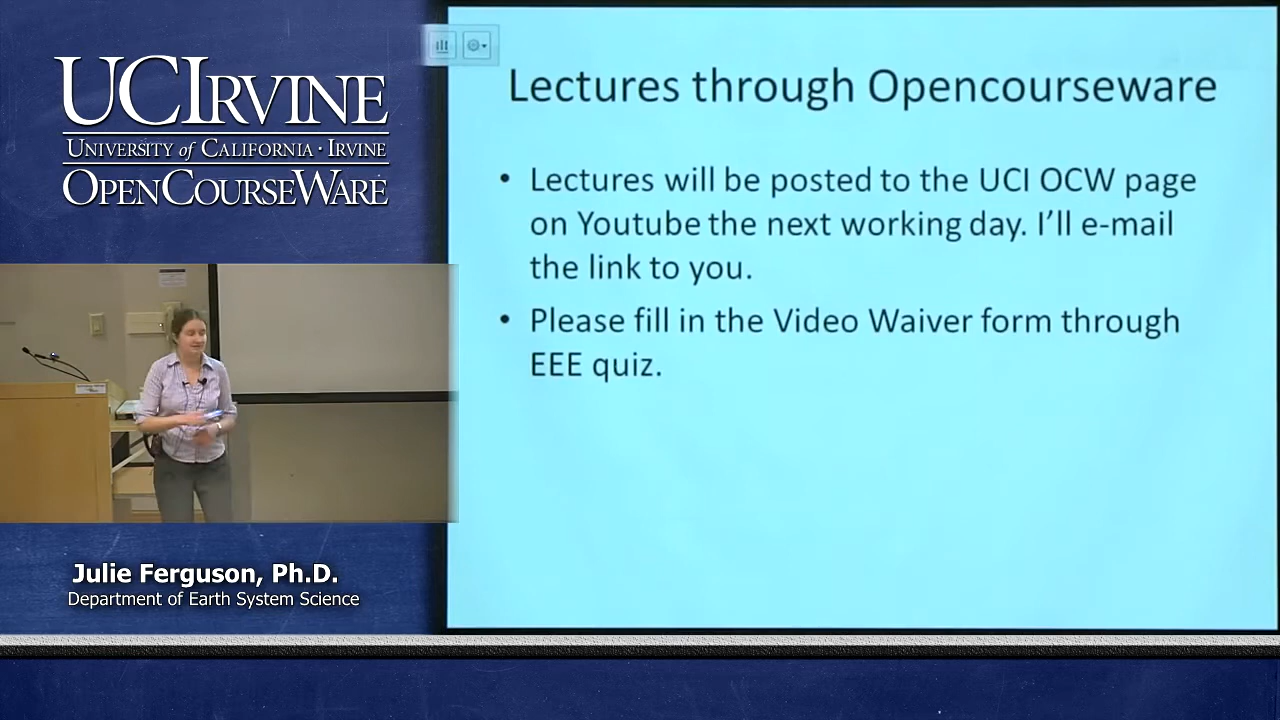 UCIRVINE
UNIVERSITY of CALIFORNIA · IRVINE
OPENCOURSEWARE
Lectures through Opencourseware
• Lectures will be posted to the UCI OCW page
on Youtube the next working day. I’ll e-mail
the link to you.
• Please fill in the Video Waiver form through
EEE quiz.
Julie Ferguson, Ph.D.
Department of Earth System Science